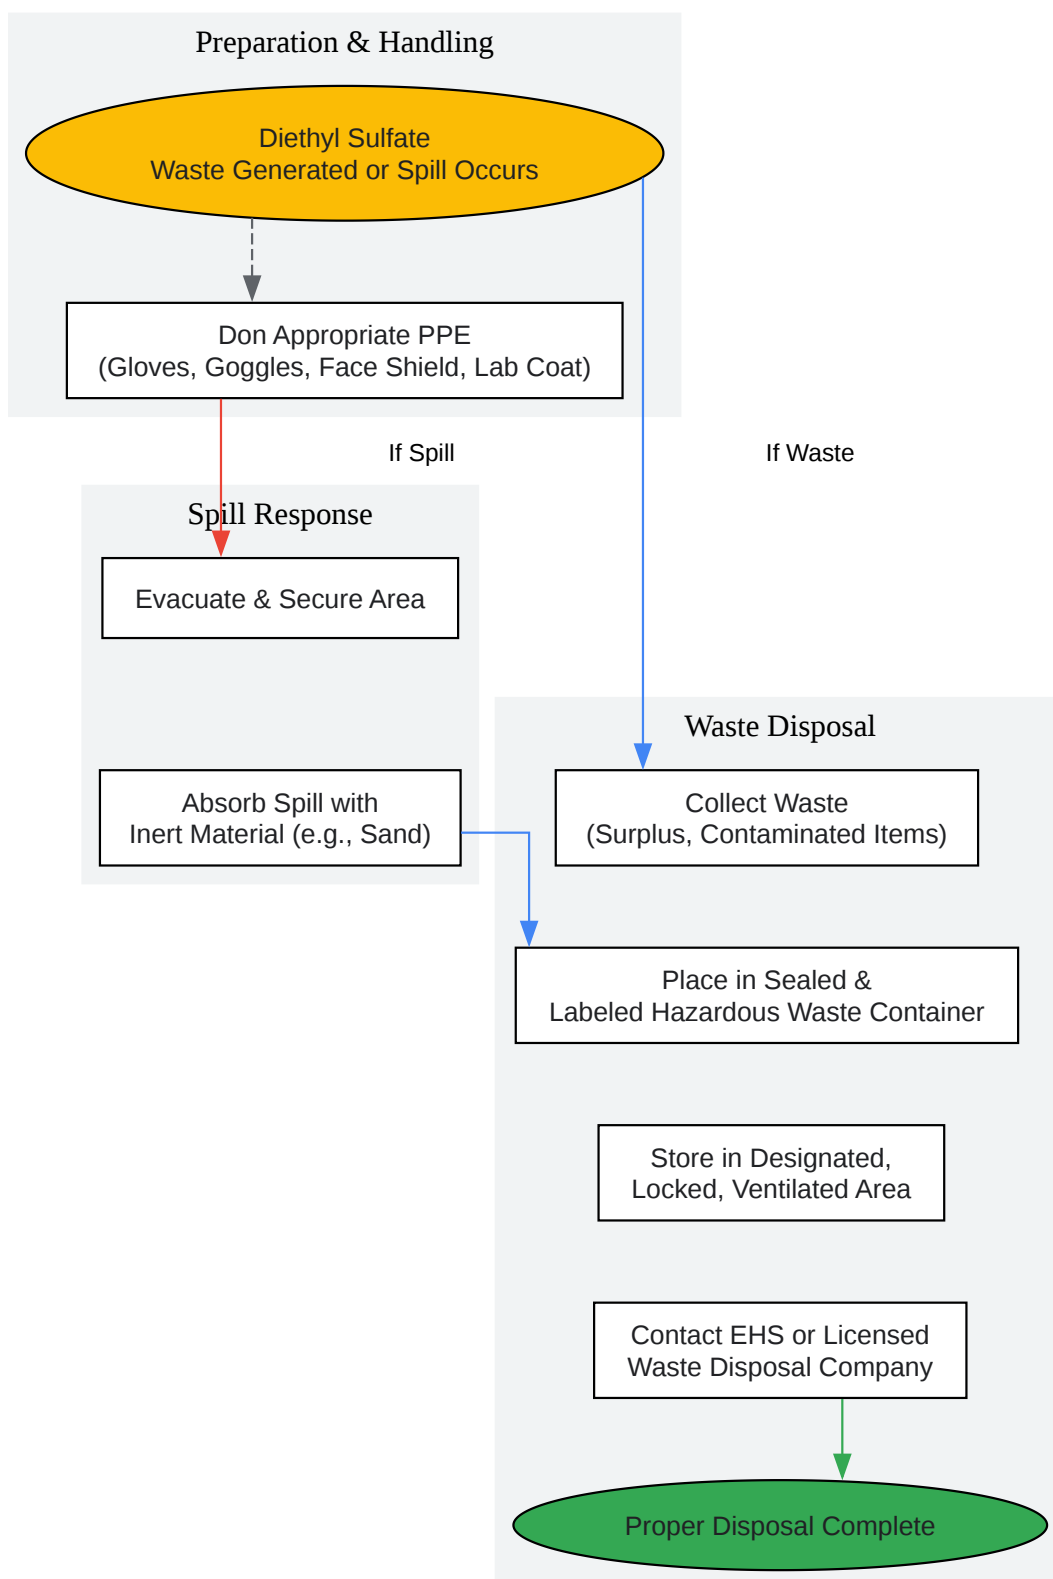 Preparation & Handling
Diethyl Sulfate
Waste Generated or Spill Occurs
Don Appropriate PPE
(Gloves, Goggles, Face Shield, Lab Coat)
If Spill
If Waste
Spill Response
Evacuate & Secure Area
Waste Disposal
Absorb Spill with
Inert Material (e.g., Sand)
Collect Waste
(Surplus, Contaminated Items)
Place in Sealed &
Labeled Hazardous Waste Container
Store in Designated,
Locked, Ventilated Area
Contact EHS or Licensed
Waste Disposal Company
Proper Disposal Complete